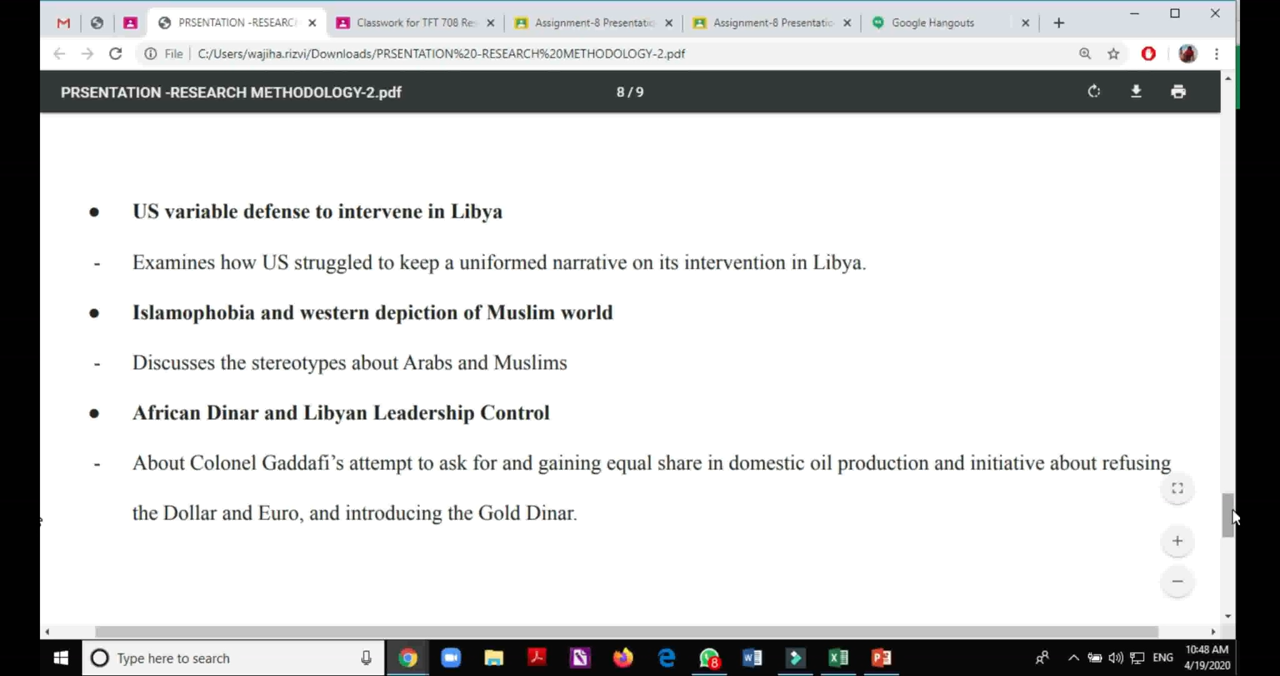 PRSENTATION -RESEARCH
Classwork for TFT 708 Re
Assignment-8 Presentatio
Assignment-8 Presentatio
Google Hangouts
File
C:/Users/wajiha.rizvi/Downloads/PRSENTATION%20-RESEARCH%20METHODOLOGY-2.pdf
PRSENTATION -RESEARCH METHODOLOGY-2.pdf
8 / 9
● US variable defense to intervene in Libya
- Examines how US struggled to keep a uniformed narrative on its intervention in Libya.
● Islamophobia and western depiction of Muslim world
- Discusses the stereotypes about Arabs and Muslims
● African Dinar and Libyan Leadership Control
- About Colonel Gaddafi’s attempt to ask for and gaining equal share in domestic oil production and initiative about refusing
the Dollar and Euro, and introducing the Gold Dinar.
Type here to search
8
ENG
10:48 AM
4/19/2020